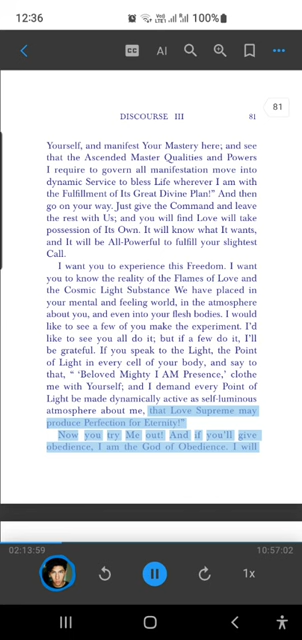 12:36
100%
CC
AI
81
DISCOURSE III 81
Yourself, and manifest Your Mastery here; and see
that the Ascended Master Qualities and Powers
I require to govern all manifestation move into
dynamic Service to bless Life wherever I am with
the Fulfillment of Its Great Divine Plan!” And then
go on your way. Just give the Command and leave
the rest with Us; and you will find Love will take
possession of Its Own. It will know what It wants,
and It will be All-Powerful to fulfill your slightest
Call.
I want you to experience this Freedom. I want
you to know the reality of the Flames of Love and
the Cosmic Light Substance We have placed in
your mental and feeling world, in the atmosphere
about you, and even into your flesh bodies. I would
like to see a few of you make the experiment. I’d
like to see you all do it; but if a few do it, I’ll
be grateful. If you speak to the Light, the Point
of Light in every cell of your body, and say to
that, “ ‘Beloved Mighty I AM Presence,’ clothe
me with Yourself; and I demand every Point of
Light be made dynamically active as self-luminous
atmosphere about me, that Love Supreme may
produce Perfection for Eternity!”
Now you try Me out! And if you’ll give
obedience, I am the God of Obedience. I will
02:13:59 10:57:02
1x